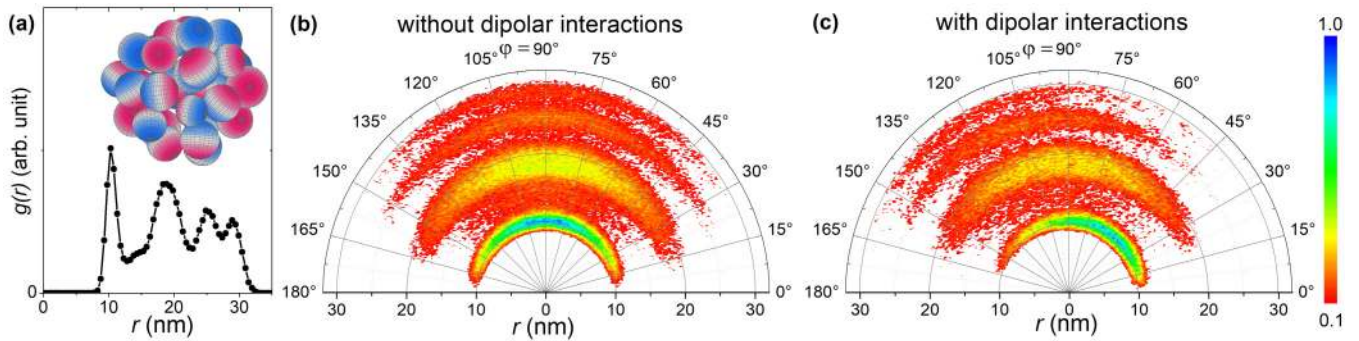 (a)
g(r) (arb. unit)
0
0 10 20 30
r (nm)
(b)
without dipolar interactions
φ = 90°
105° 75°
120° 60°
135° 45°
150° 30°
165° 15°
180° 0°
30 20 10 0 10 20 30
r (nm)
(c)
with dipolar interactions
φ = 90°
105° 75°
120° 60°
135° 45°
150° 30°
165° 15°
180° 0°
30 20 10 0 10 20 30
r (nm)
1.0
0.1